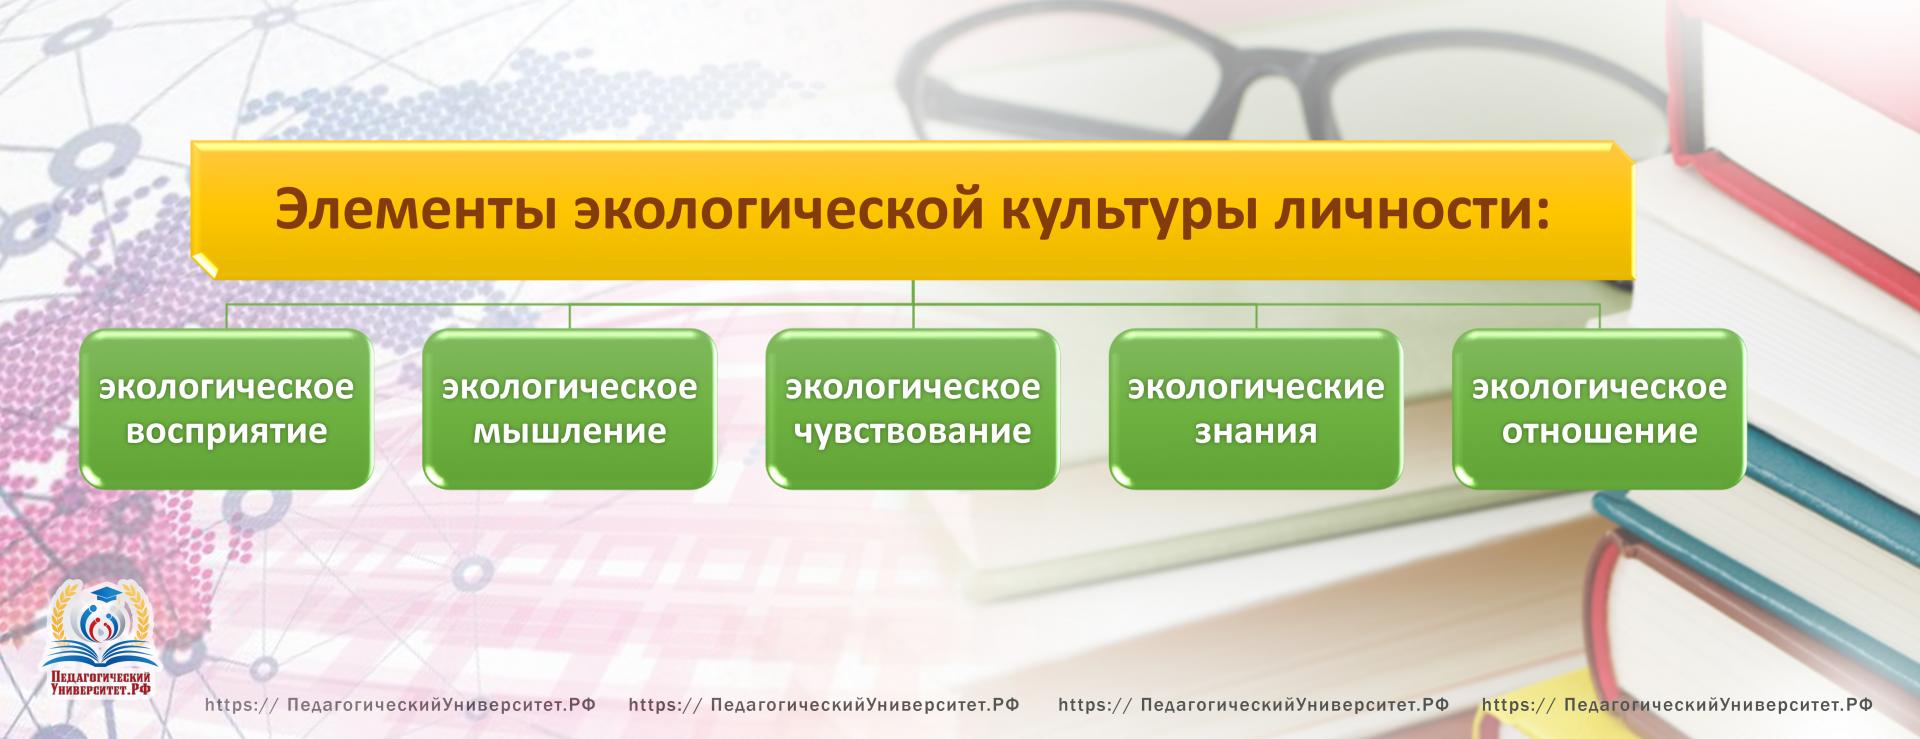 Элементы экологической культуры личности:
экологическое
восприятие
экологическое
мышление
экологическое
чувствование
экологические
знания
экологическое
отношение
Педагогический
Университет.РФ
https:// ПедагогическийУниверситет.РФ
https:// ПедагогическийУниверситет.РФ
https:// ПедагогическийУниверситет.РФ
https:// ПедагогическийУниверситет.РФ